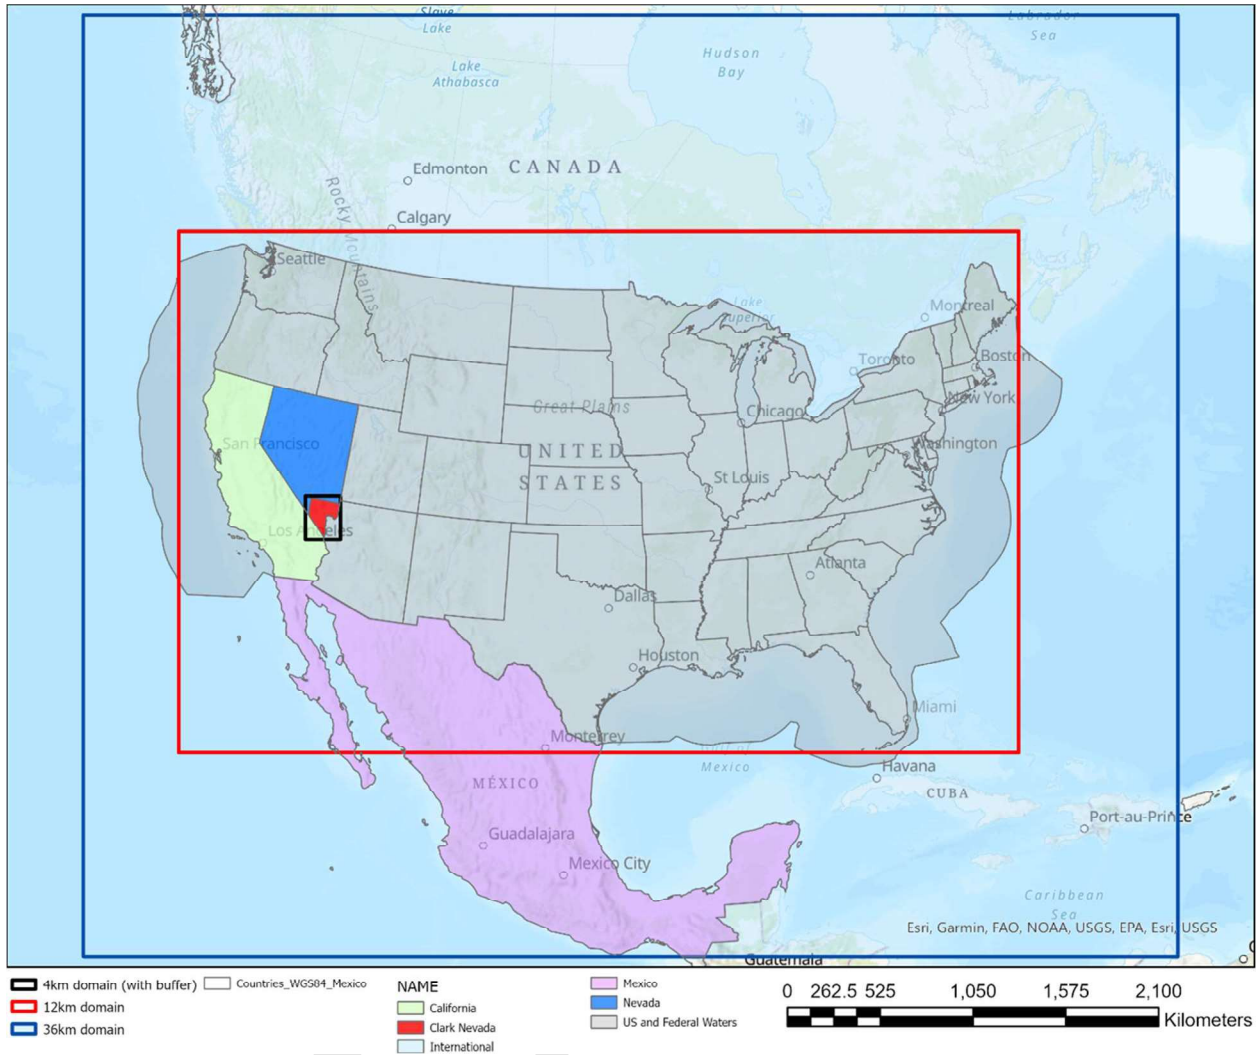 Slave
Lake
Labrador
Sea
Hudson
Bay
Lake
Athabasca
Edmonton
CANADA
Rocky Mountains
Calgary
Seattle
Lake
Superior
Montreal
Toronto
Boston
Great Plains
New York
Chicago
San Francisco
UNITED
STATES
Washington
St Louis
Los Angeles
Atlanta
Dallas
Houston
Miami
Monterrey
Gulf of
Mexico
Havana
MÉXICO
CUBA
Port-au-Prince
Guadalajara
Mexico City
Caribbean
Sea
Esri, Garmin, FAO, NOAA, USGS, EPA, Esri, USGS
Guatemala
4km domain (with buffer)
12km domain
36km domain
Countries_WGS84_Mexico
NAME
California
Clark Nevada
International
Mexico
Nevada
US and Federal Waters
0 262.5 525 1,050 1,575 2,100
Kilometers